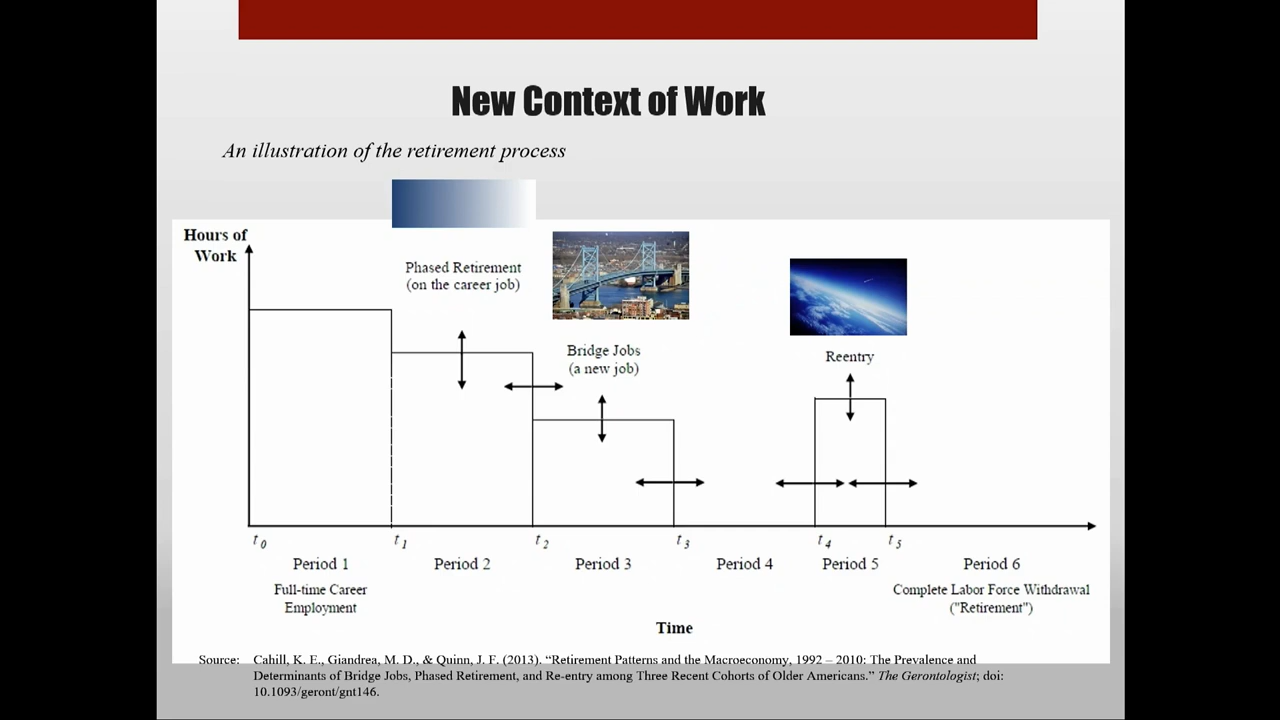 New Context of Work
An illustration of the retirement process
Hours of
Work
Phased Retirement
(on the career job)
Bridge Jobs
(a new job)
Reentry
t0
t1
t2
t3
t4
t5
Period 1
Period 2
Period 3
Period 4
Period 5
Period 6
Full-time Career
Employment
Complete Labor Force Withdrawal
("Retirement")
Time
Source: Cahill, K. E., Giandrea, M. D., & Quinn, J. F. (2013). “Retirement Patterns and the Macroeconomy, 1992 – 2010: The Prevalence and
Determinants of Bridge Jobs, Phased Retirement, and Re-entry among Three Recent Cohorts of Older Americans.” The Gerontologist; doi:
10.1093/geront/gnt146.